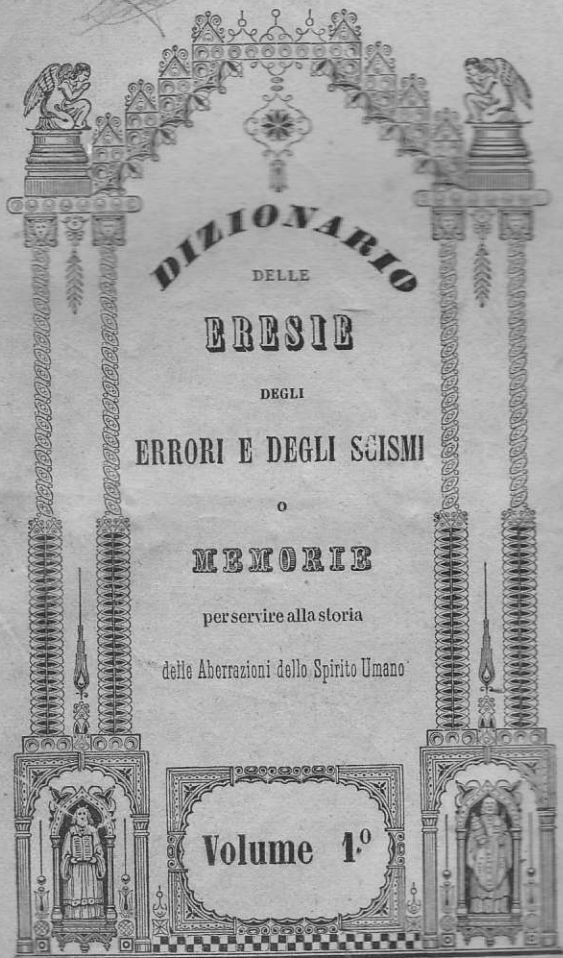 DIZIONARIO
DELLE
ERESIE
DEGLI
ERRORI E DEGLI SCISMI
O
MEMORIE
per servire alla storia
delle Aberrazioni dello Spirito Umano
Volume 1.º